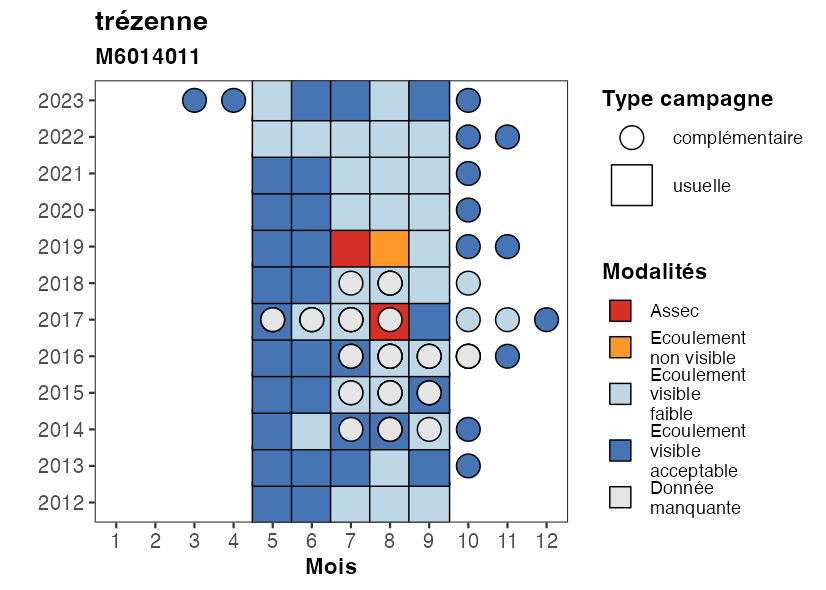 trézenne
M6014011
2023
2022
2021
2020
2019
2018
2017
2016
2015
2014
2013
2012
1 2 3 4 5 6 7 8 9 10 11 12
Mois
Type campagne
complémentaire
usuelle
Modalités
Assec
Ecoulement
non visible
Ecoulement
visible
faible
Ecoulement
visible
acceptable
Donnée
manquante